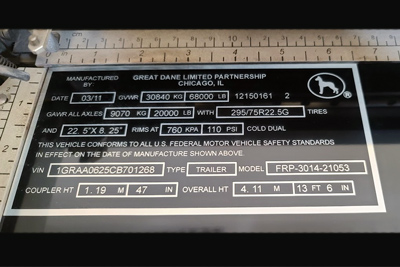 MANUFACTURED BY GREAT DANE LIMITED PARTNERSHIP
CHICAGO, IL
DATE 03/11 GVWR 30840 KG 68000 LB 12150161 2
GAWR ALL AXLES 9070 KG 20000 LB WITH 295/75R22.5G TIRES
AND 22.5"X 8.25" RIMS AT 760 KPA 110 PSI COLD DUAL
THIS VEHICLE CONFORMS TO ALL U.S. FEDERAL MOTOR VEHICLE SAFETY STANDARDS
IN EFFECT ON THE DATE OF MANUFACTURE SHOWN ABOVE.
VIN 1GRAA0625CB701268 TYPE TRAILER MODEL FRP-3014-21053
COUPLER HT 1.19 M 47 IN OVERALL HT 4.11 M 13 FT 6 IN